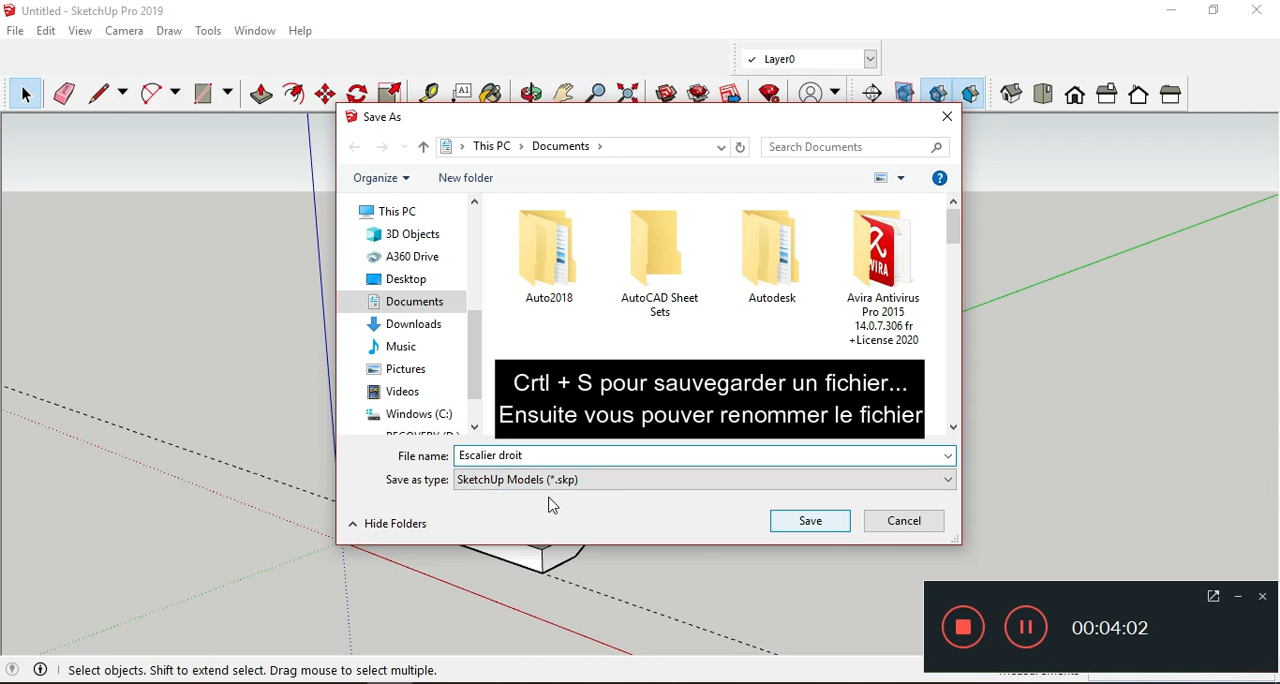 Untitled - SketchUp Pro 2019
File Edit View Camera Draw Tools Window Help
Layer0
A1
Save As
This PC > Documents >
Search Documents
Organize New folder
?
This PC
3D Objects
A360 Drive
Desktop
Documents
Downloads
Music
Pictures
Videos
Windows (C:)
Auto2018
AutoCAD Sheet
Sets
Autodesk
AVIRA
Avira Antivirus
Pro 2015
14.0.7.306 fr
+License 2020
Crtl + S pour sauvegarder un fichier...
Ensuite vous pouver renommer le fichier
File name: Escalier droit
Save as type: SketchUp Models (*.skp)
Hide Folders
Save
Cancel
00:04:02
Select objects. Shift to extend select. Drag mouse to select multiple.